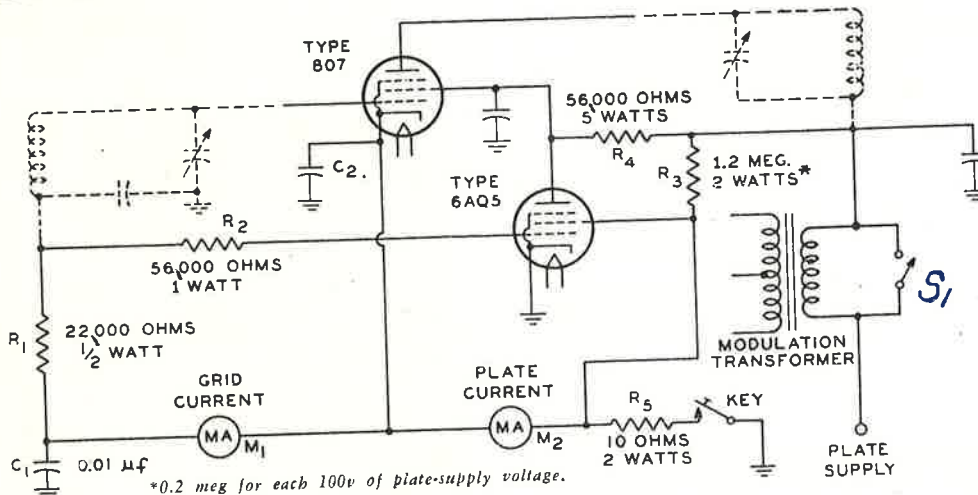 TYPE
807
56,000 OHMS
5 WATTS
R4
C2.
TYPE
6AQ5
R3
1.2 MEG.
2 WATTS*
R2
56,000 OHMS
1 WATT
R1
22,000 OHMS
1/2 WATT
S1
MODULATION
TRANSFORMER
GRID
CURRENT
MA
M1
PLATE
CURRENT
MA
M2
R5
10 OHMS
2 WATTS
KEY
PLATE
SUPPLY
C1
0.01 μf
*0.2 meg for each 100v of plate-supply voltage.